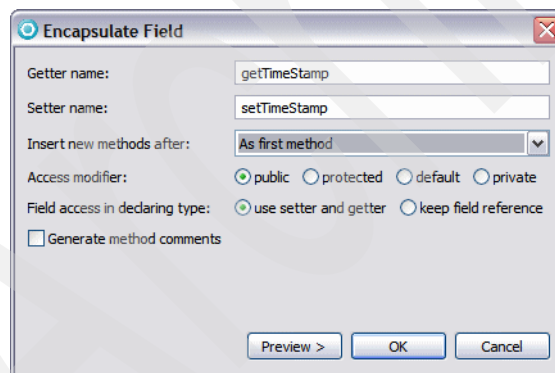 Encapsulate Field
Getter name: getTimeStamp
Setter name: setTimeStamp
Insert new methods after: As first method
Access modifier: public protected default private
Field access in declaring type: use setter and getter keep field reference
Generate method comments
Preview > OK Cancel